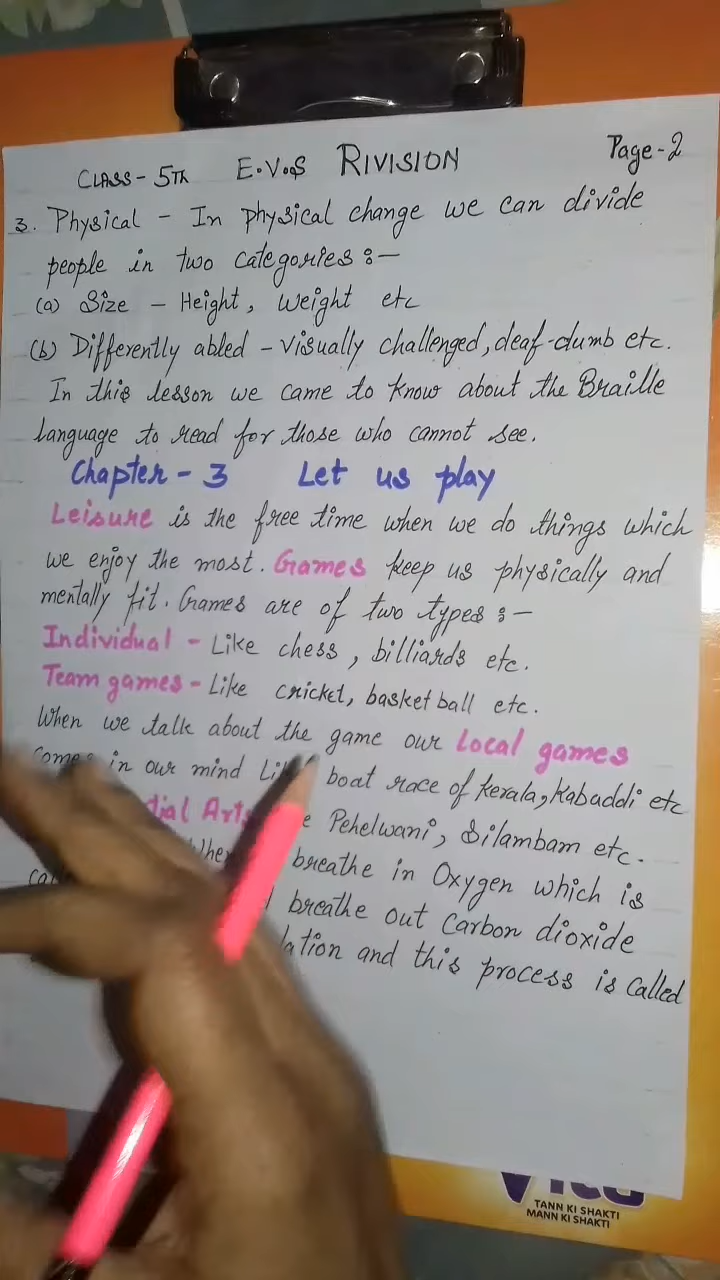 CLASS - 5TH E.V.S RIVISION Page-2
3. Physical - In physical change we can divide
people in two categories :-
(a) Size - Height, Weight etc
(b) Differently abled - Visually challenged, deaf-dumb etc.
In this lesson we came to know about the Braille
language to read for those who cannot see.
Chapter - 3 Let us play
Leisure is the free time when we do things which
we enjoy the most. Games keep us physically and
mentally fit. Games are of two types :-
Individual - Like chess, billiards etc.
Team games - Like cricket, basket ball etc.
When we talk about the game our Local games
Comes in our mind Like boat race of Kerala, Kabaddi etc
Arts Pehelwani, Silambam etc.
breathe in Oxygen which is
breathe out Carbon dioxide
and this process is called
TANN KI SHAKTI
MANN KI SHAKTI